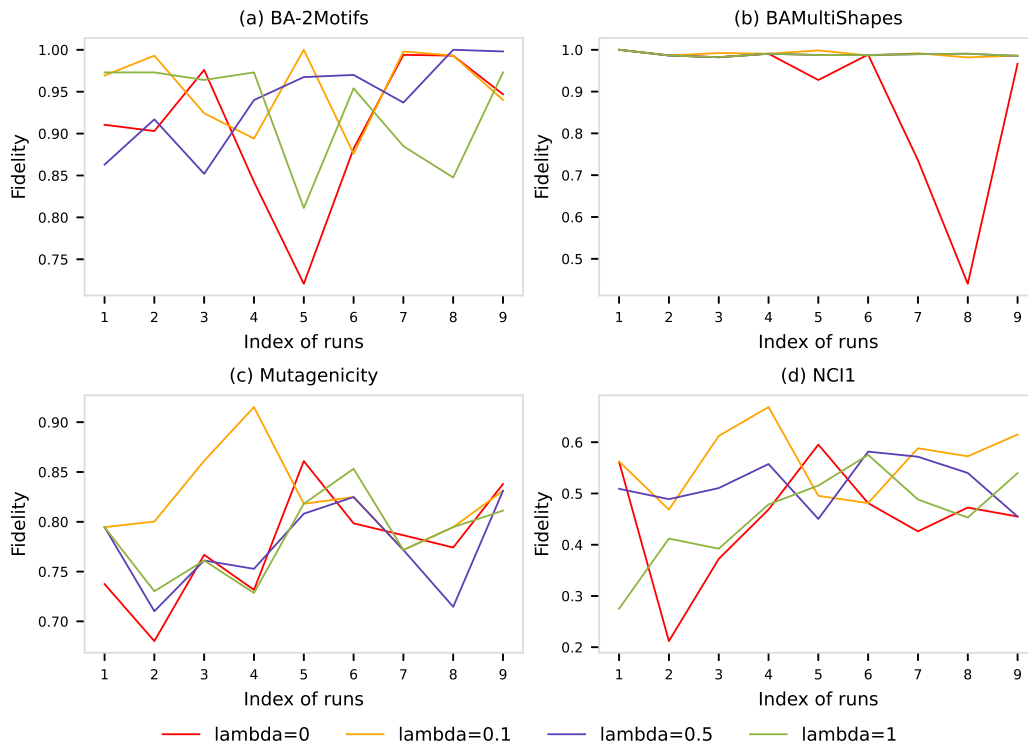 (a) BA-2Motifs
1.00
0.95
0.90
0.85
0.80
0.75
Fidelity
1 2 3 4 5 6 7 8 9
Index of runs
(b) BAMultiShapes
1.0
0.9
0.8
0.7
0.6
0.5
Fidelity
1 2 3 4 5 6 7 8 9
Index of runs
(c) Mutagenicity
0.90
0.85
0.80
0.75
0.70
Fidelity
1 2 3 4 5 6 7 8 9
Index of runs
(d) NCI1
0.6
0.5
0.4
0.3
0.2
Fidelity
1 2 3 4 5 6 7 8 9
Index of runs
lambda=0 lambda=0.1 lambda=0.5 lambda=1